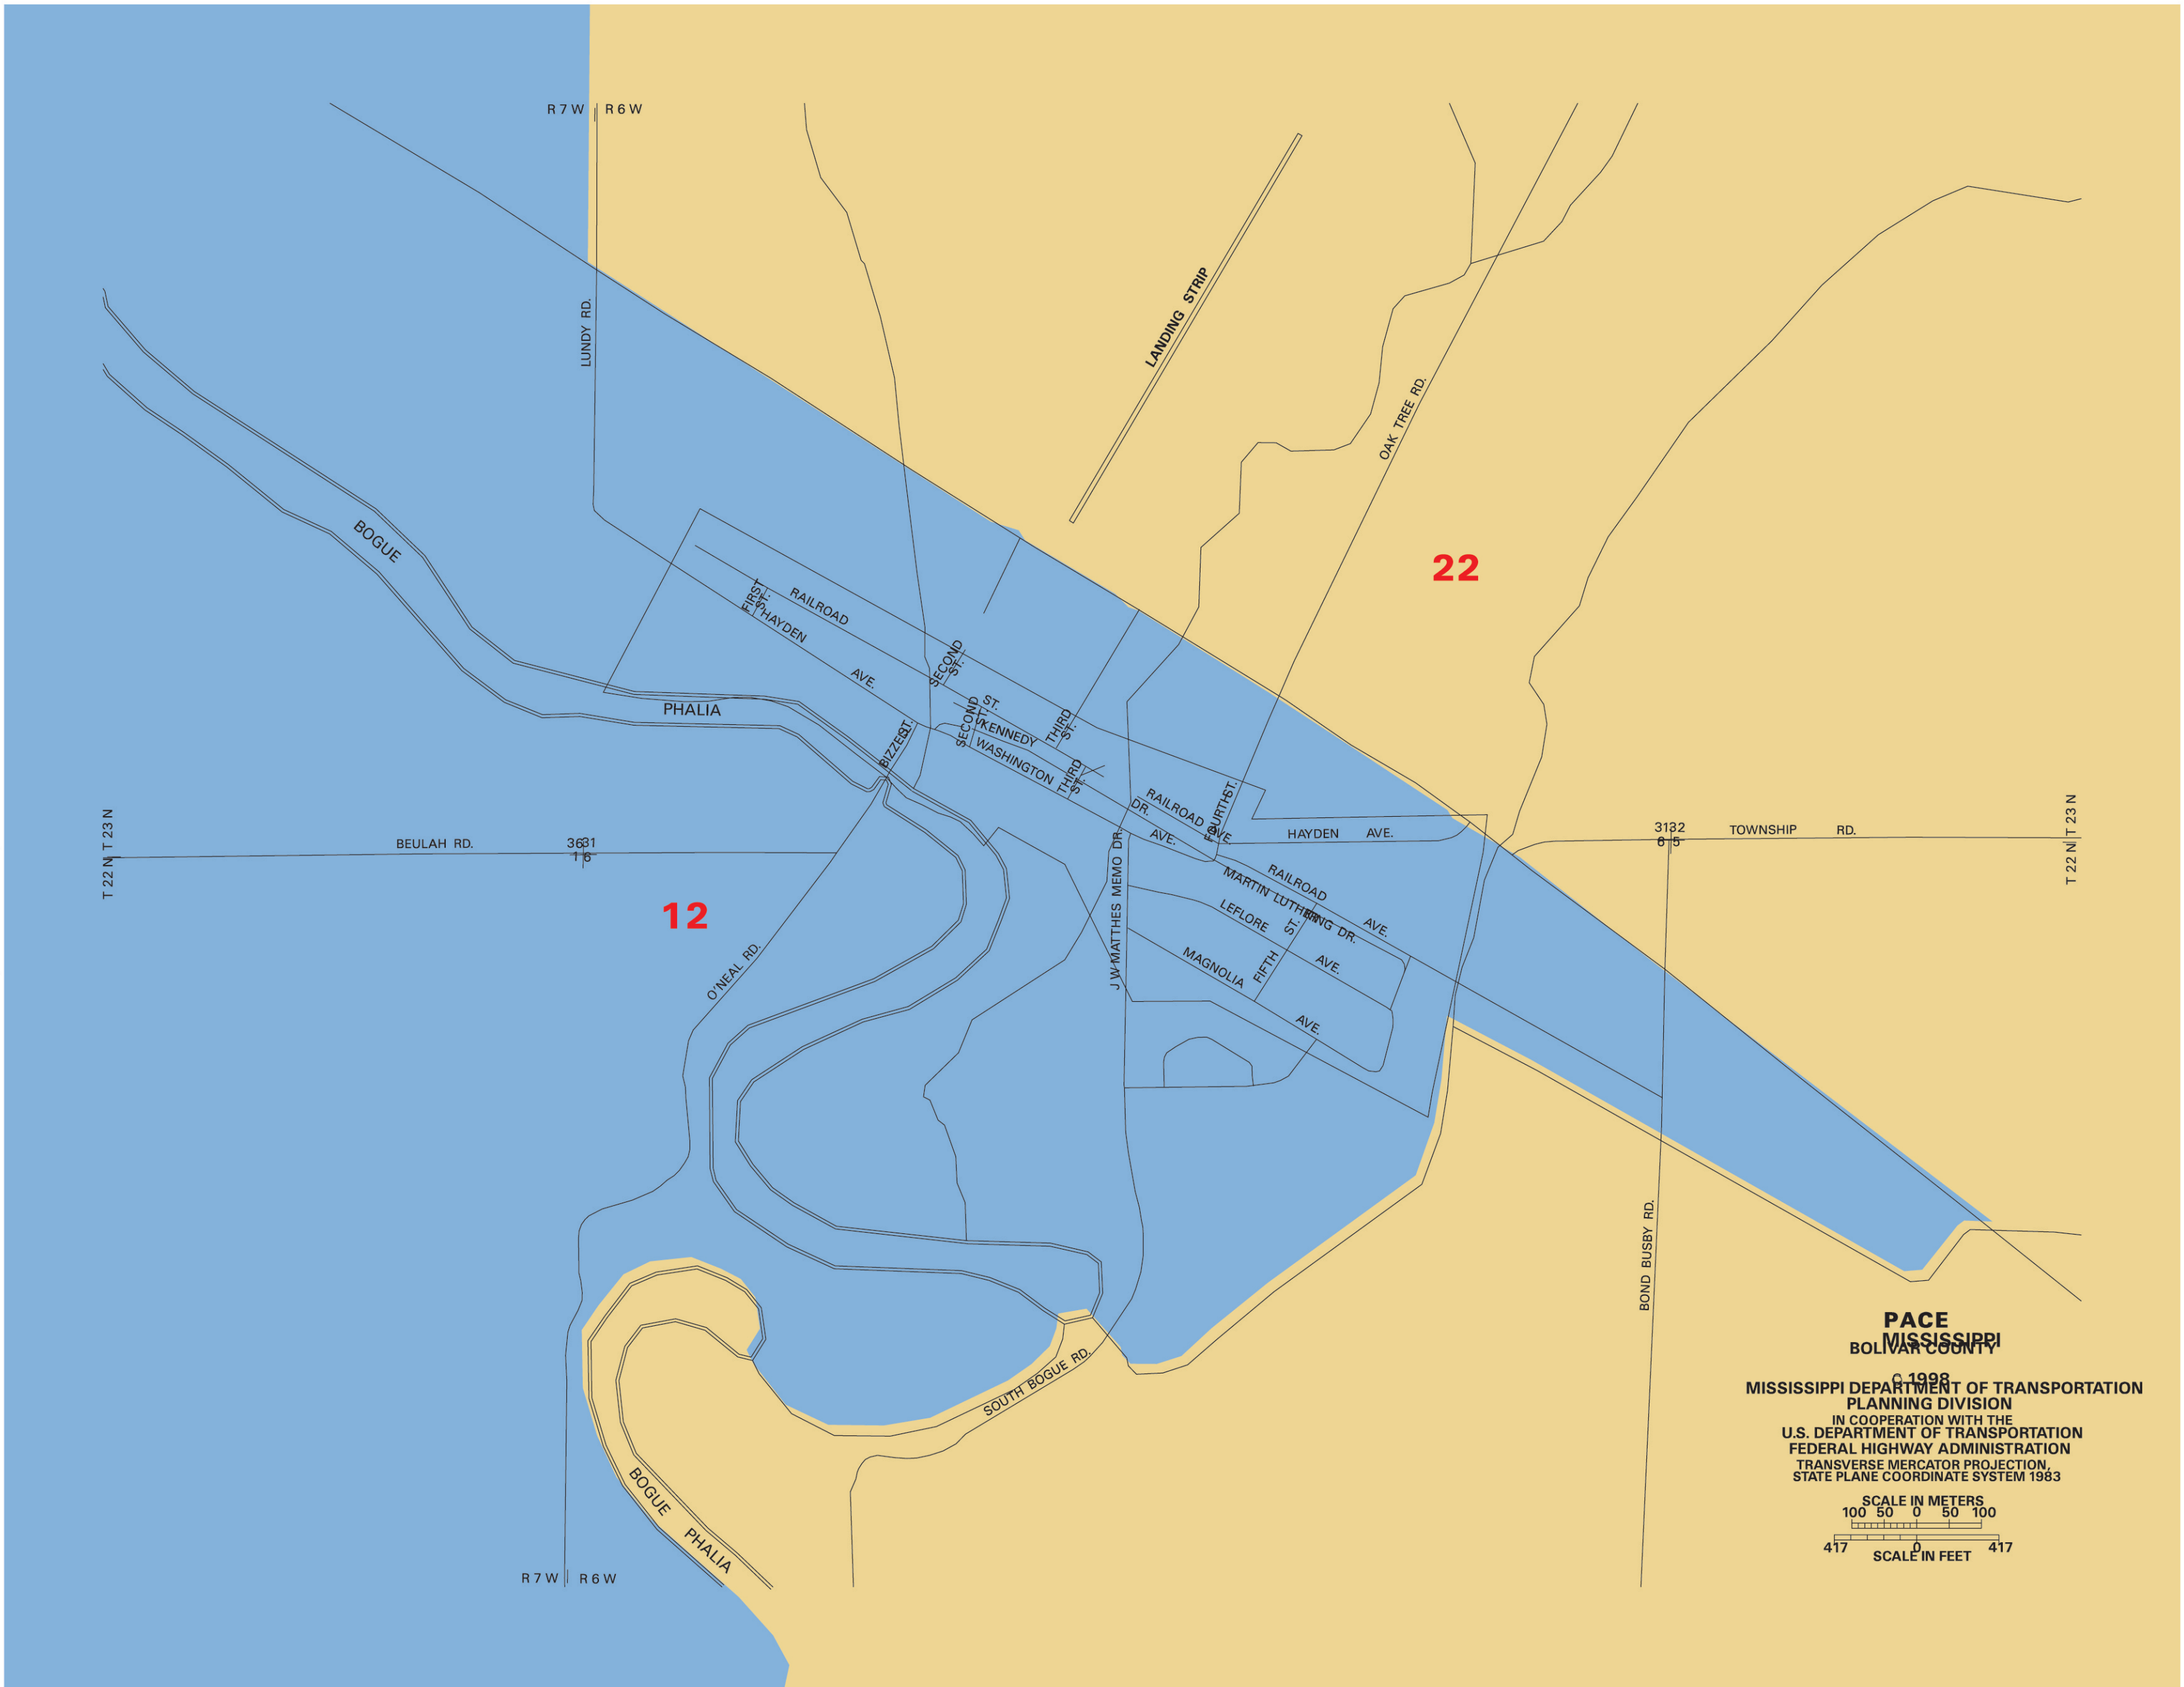 R 7 W R 6 W
LUNDY RD.
LANDING STRIP
OAK TREE RD.
22
BOGUE
PHALIA
FIRST ST.
RAILROAD
HAYDEN
AVE.
SECOND ST.
ST.
SECOND ST.
KENNEDY
THIRD ST.
WASHINGTON
BIZZELL ST.
THIRD ST.
RAILROAD AVE.
DR.
AVE.
FOURTH ST.
HAYDEN AVE.
T 23 N
T 22 N
BEULAH RD.
36 31
1 6
31 32
6 5
TOWNSHIP RD.
T 23 N
T 22 N
12
J W MATTHES MEMO DR.
RAILROAD
AVE.
MARTIN LUTHER KING DR.
LEFLORE
AVE.
FIFTH ST.
MAGNOLIA
AVE.
O'NEAL RD.
BOND BUSBY RD.
SOUTH BOGUE RD.
BOGUE
PHALIA
R 7 W R 6 W
PACE
MISSISSIPPI
BOLIVAR COUNTY
© 1998
MISSISSIPPI DEPARTMENT OF TRANSPORTATION
PLANNING DIVISION
IN COOPERATION WITH THE
U.S. DEPARTMENT OF TRANSPORTATION
FEDERAL HIGHWAY ADMINISTRATION
TRANSVERSE MERCATOR PROJECTION,
STATE PLANE COORDINATE SYSTEM 1983
SCALE IN METERS
100 50 0 50 100
417 0 417
SCALE IN FEET